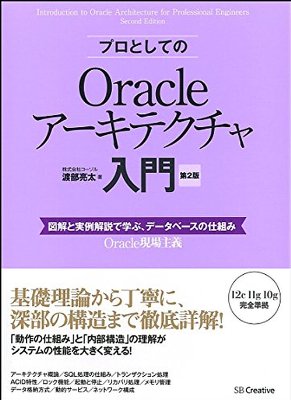 Introduction to Oracle Architecture for Professional Engineers
Second Edition
プロとしての
Oracle
アーキテクチャ
入門 第2版
株式会社コーソル
渡部亮太 著
図解と実例解説で学ぶ、データベースの仕組み
Oracle現場主義
基礎理論から丁寧に、
深部の構造まで徹底詳解!
「動作の仕組み」と「内部構造」の理解が
システムの性能を大きく変える!
12c 11g 10g
完全準拠
アーキテクチャ概論／SQL処理の仕組み／トランザクション処理
ACID特性／ロック機能／起動と停止／リカバリ処理／メモリ管理
データ格納方式／動的サービス／ネットワーク構成
SB Creative